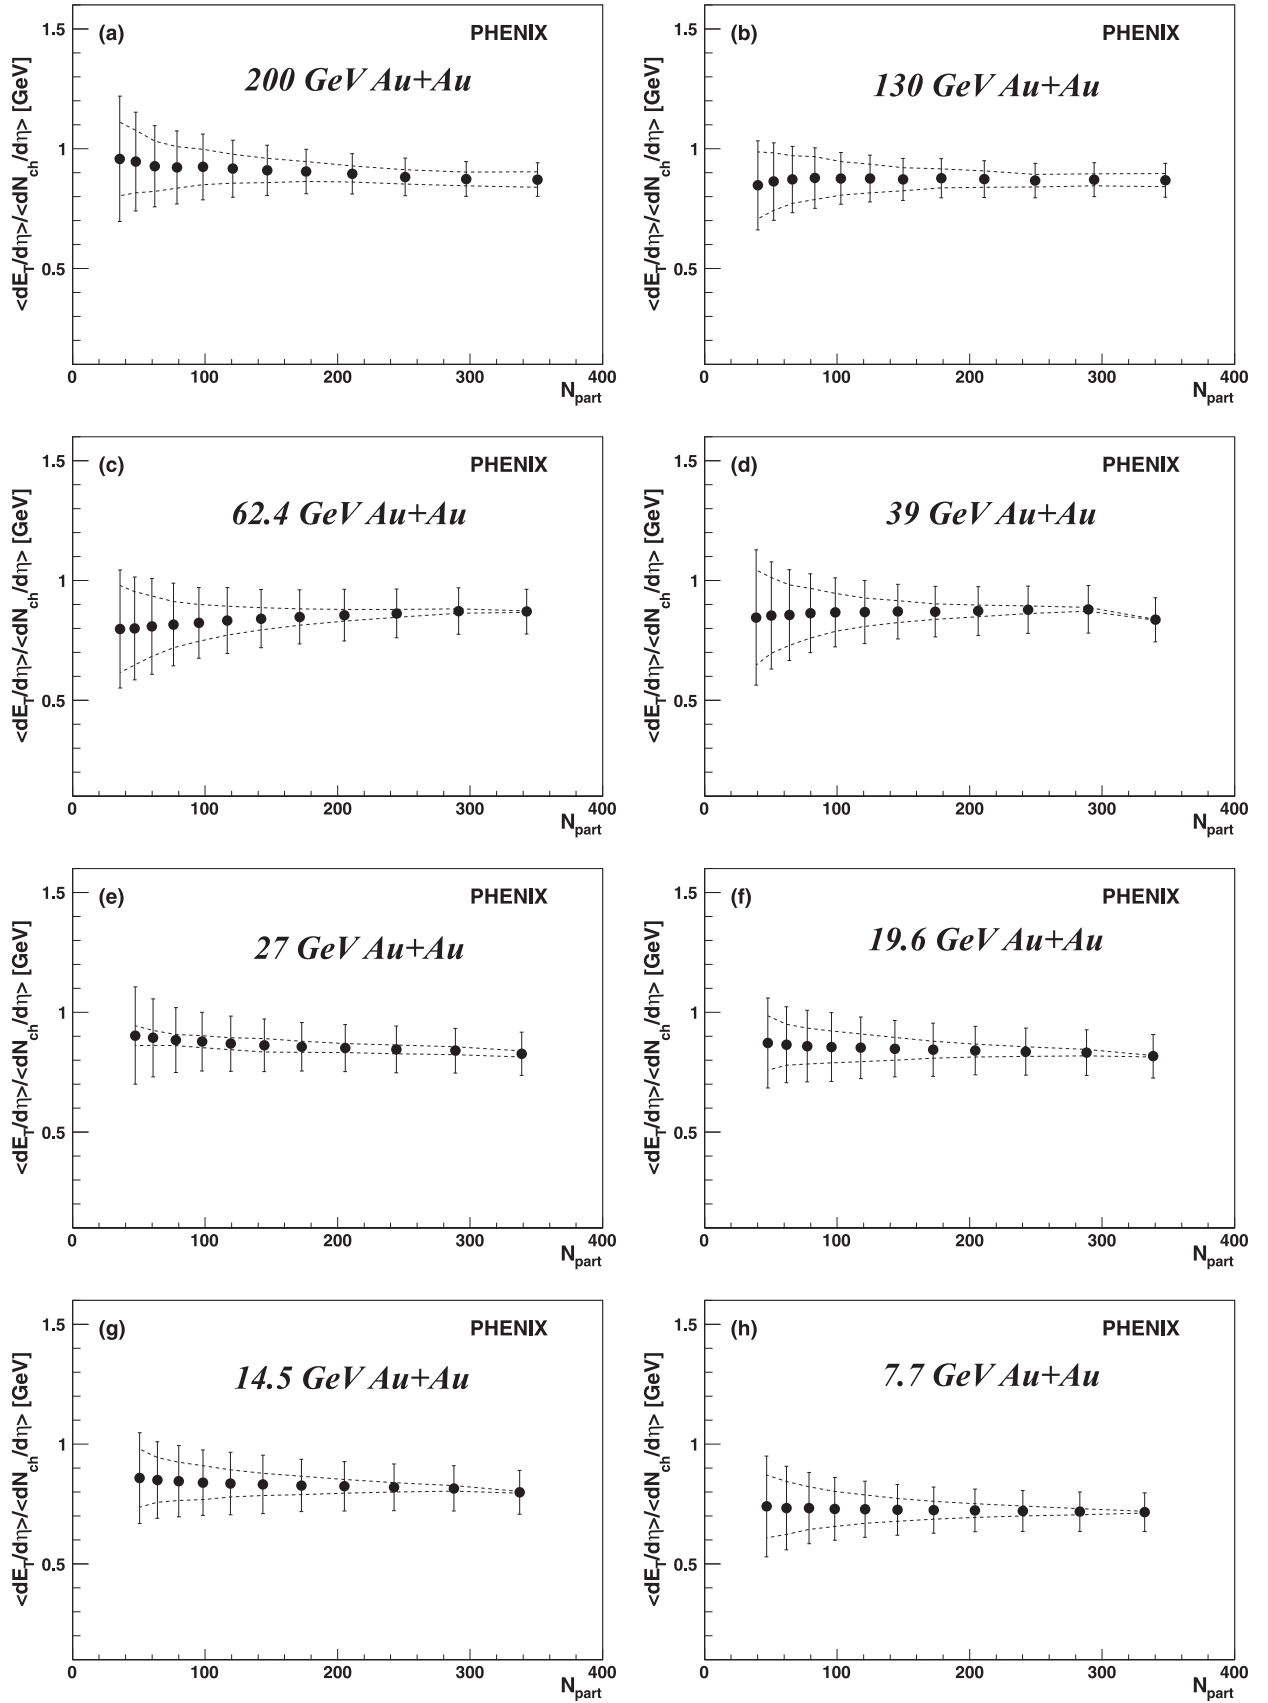 (a) PHENIX
200 GeV Au+Au
<dE_T/dη>/<dN_ch/dη> [GeV]
1.5
1
0.5
0 100 200 300 400
N_part
(b) PHENIX
130 GeV Au+Au
<dE_T/dη>/<dN_ch/dη> [GeV]
1.5
1
0.5
0 100 200 300 400
N_part
(c) PHENIX
62.4 GeV Au+Au
<dE_T/dη>/<dN_ch/dη> [GeV]
1.5
1
0.5
0 100 200 300 400
N_part
(d) PHENIX
39 GeV Au+Au
<dE_T/dη>/<dN_ch/dη> [GeV]
1.5
1
0.5
0 100 200 300 400
N_part
(e) PHENIX
27 GeV Au+Au
<dE_T/dη>/<dN_ch/dη> [GeV]
1.5
1
0.5
0 100 200 300 400
N_part
(f) PHENIX
19.6 GeV Au+Au
<dE_T/dη>/<dN_ch/dη> [GeV]
1.5
1
0.5
0 100 200 300 400
N_part
(g) PHENIX
14.5 GeV Au+Au
<dE_T/dη>/<dN_ch/dη> [GeV]
1.5
1
0.5
0 100 200 300 400
N_part
(h) PHENIX
7.7 GeV Au+Au
<dE_T/dη>/<dN_ch/dη> [GeV]
1.5
1
0.5
0 100 200 300 400
N_part